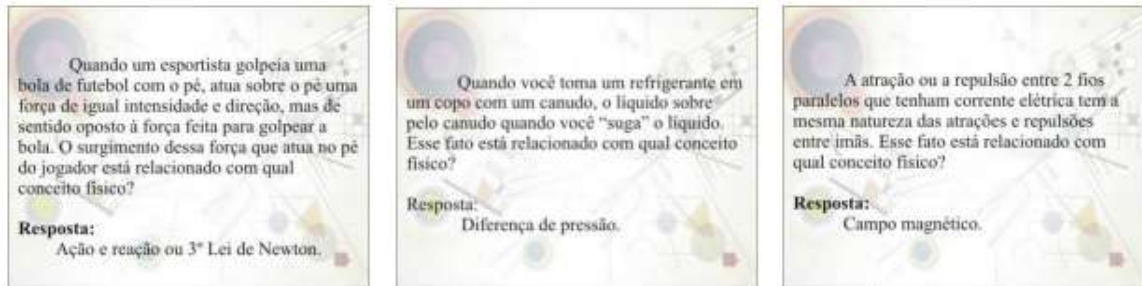 Quando um esportista golpeia uma
bola de futebol com o pé, atua sobre o pé uma
força de igual intensidade e direção, mas de
sentido oposto à força feita para golpear a
bola. O surgimento dessa força que atua no pé
do jogador está relacionado com qual
conceito físico?
Resposta:
Ação e reação ou 3ª Lei de Newton.
Quando você toma um refrigerante em
um copo com um canudo, o líquido sobre
pelo canudo quando você “suga” o líquido.
Esse fato está relacionado com qual conceito
físico?
Resposta:
Diferença de pressão.
A atração ou a repulsão entre 2 fios
paralelos que tenham corrente elétrica tem a
mesma natureza das atrações e repulsões
entre imãs. Esse fato está relacionado com
qual conceito físico?
Resposta:
Campo magnético.